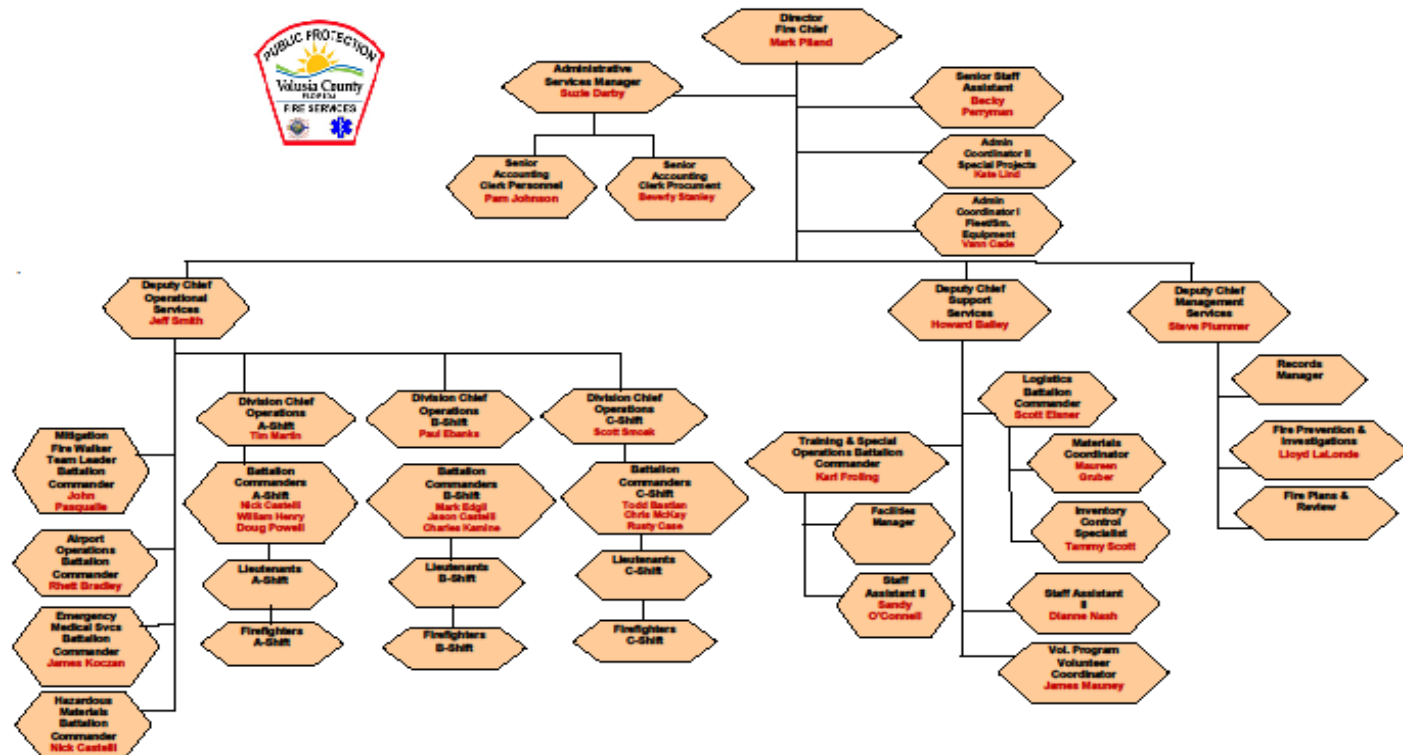 PUBLIC PROTECTION
Volusia County
FLORIDA
FIRE SERVICES
Director
Fire Chief
Mark Piland
Administrative
Services Manager
Suzie Darby
Senior Staff
Assistant
Becky
Perryman
Senior
Accounting
Clerk Personnel
Pam Johnson
Senior
Accounting
Clerk Procument
Beverly Stanley
Admin
Coordinator II
Special Projects
Kate Lind
Admin
Coordinator I
Fleet/Sm.
Equipment
Vann Cade
Deputy Chief
Operational
Services
Jeff Smith
Deputy Chief
Support
Services
Howard Bailey
Deputy Chief
Management
Services
Steve Plummer
Mitigation
Fire Walker
Team Leader
Battalion
Commander
John
Pasqualle
Airport
Operations
Battalion
Commander
Rhett Bradley
Emergency
Medical Svcs
Battalion
Commander
James Koczan
Hazardous
Materials
Battalion
Commander
Nick Castelli
Division Chief
Operations
A-Shift
Tim Martin
Battalion
Commanders
A-Shift
Nick Castelli
William Henry
Doug Powell
Lieutenants
A-Shift
Firefighters
A-Shift
Division Chief
Operations
B-Shift
Paul Ebanks
Battalion
Commanders
B-Shift
Mark Edgil
Jason Castelli
Charles Kamine
Lieutenants
B-Shift
Firefighters
B-Shift
Division Chief
Operations
C-Shift
Scott Smoak
Battalion
Commanders
C-Shift
Todd Bastian
Chris McKay
Rusty Case
Lieutenants
C-Shift
Firefighters
C-Shift
Training & Special
Operations Battalion
Commander
Karl Froling
Facilities
Manager
Staff
Assistant II
Sandy
O'Connell
Logistics
Battalion
Commander
Scott Elsner
Materials
Coordinator
Maureen
Gruber
Inventory
Control
Specialist
Tammy Scott
Staff Assistant
II
Dianne Nash
Vol. Program
Volunteer
Coordinator
James Mauney
Records
Manager
Fire Prevention &
Investigations
Lloyd LaLonde
Fire Plans &
Review